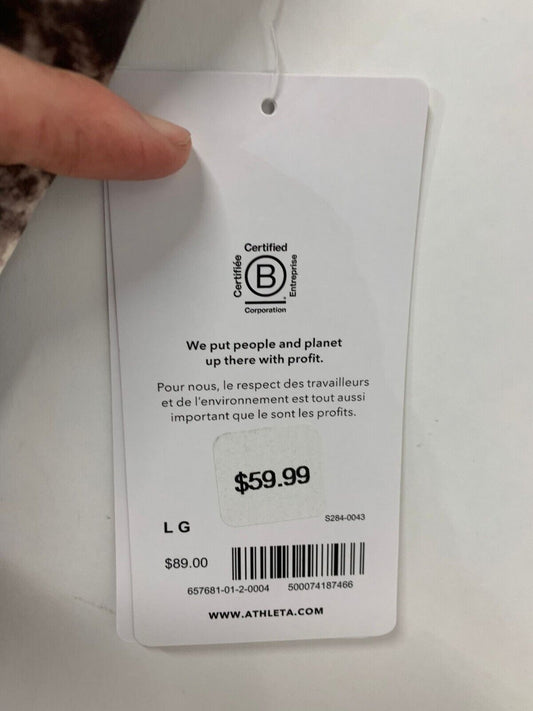 Certified
Certifiée
B
Entreprise
Corporation
We put people and planet
up there with profit.
Pour nous, le respect des travailleurs
et de l'environnement est tout aussi
important que le sont les profits.
$59.99
LG
S284-0043
$89.00
657681-01-2-0004 500074187466
WWW.ATHLETA.COM